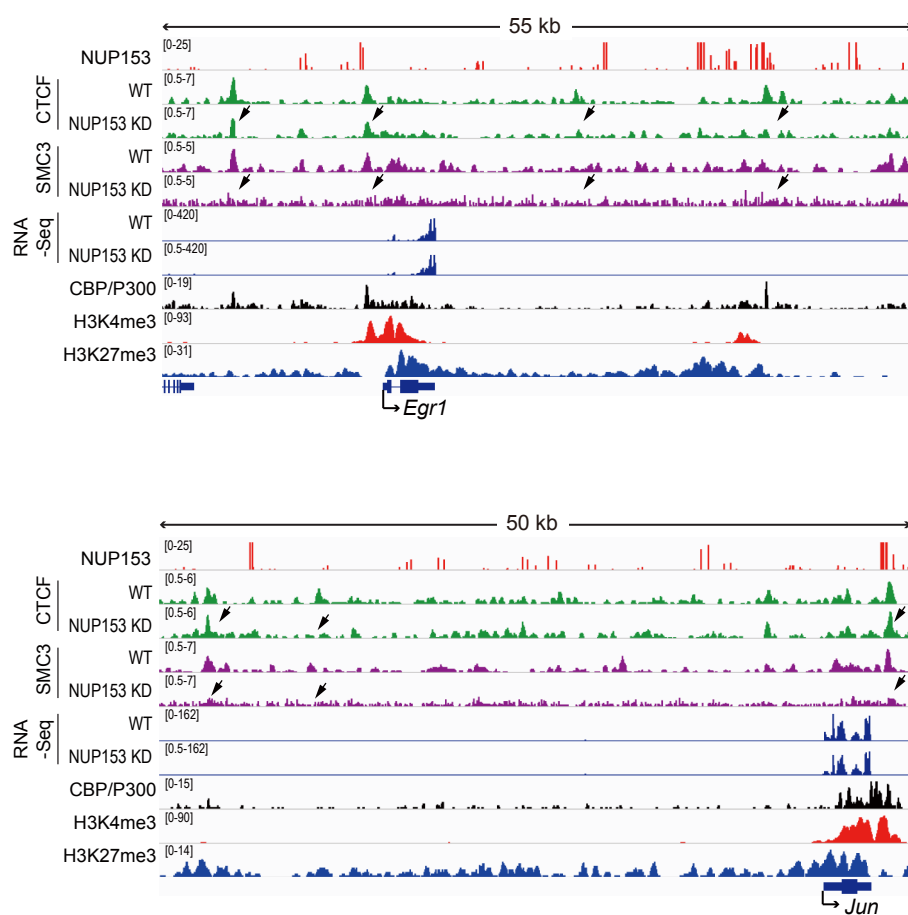 55 kb
NUP153 [0-25]
CTCF
WT [0.5-7]
NUP153 KD [0.5-7]
SMC3
WT [0.5-5]
NUP153 KD [0.5-5]
RNA
-Seq
WT [0-420]
NUP153 KD [0.5-420]
CBP/P300 [0-19]
H3K4me3 [0-93]
H3K27me3 [0-31]
Egr1
50 kb
NUP153 [0-25]
CTCF
WT [0.5-6]
NUP153 KD [0.5-6]
SMC3
WT [0.5-7]
NUP153 KD [0.5-7]
RNA
-Seq
WT [0-162]
NUP153 KD [0.5-162]
CBP/P300 [0-15]
H3K4me3 [0-90]
H3K27me3 [0-14]
Jun